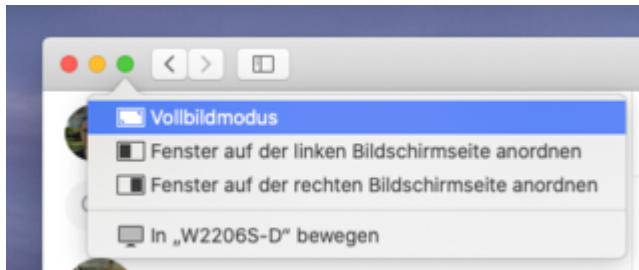 Vollbildmodus
Fenster auf der linken Bildschirmseite anordnen
Fenster auf der rechten Bildschirmseite anordnen
In „W2206S-D“ bewegen